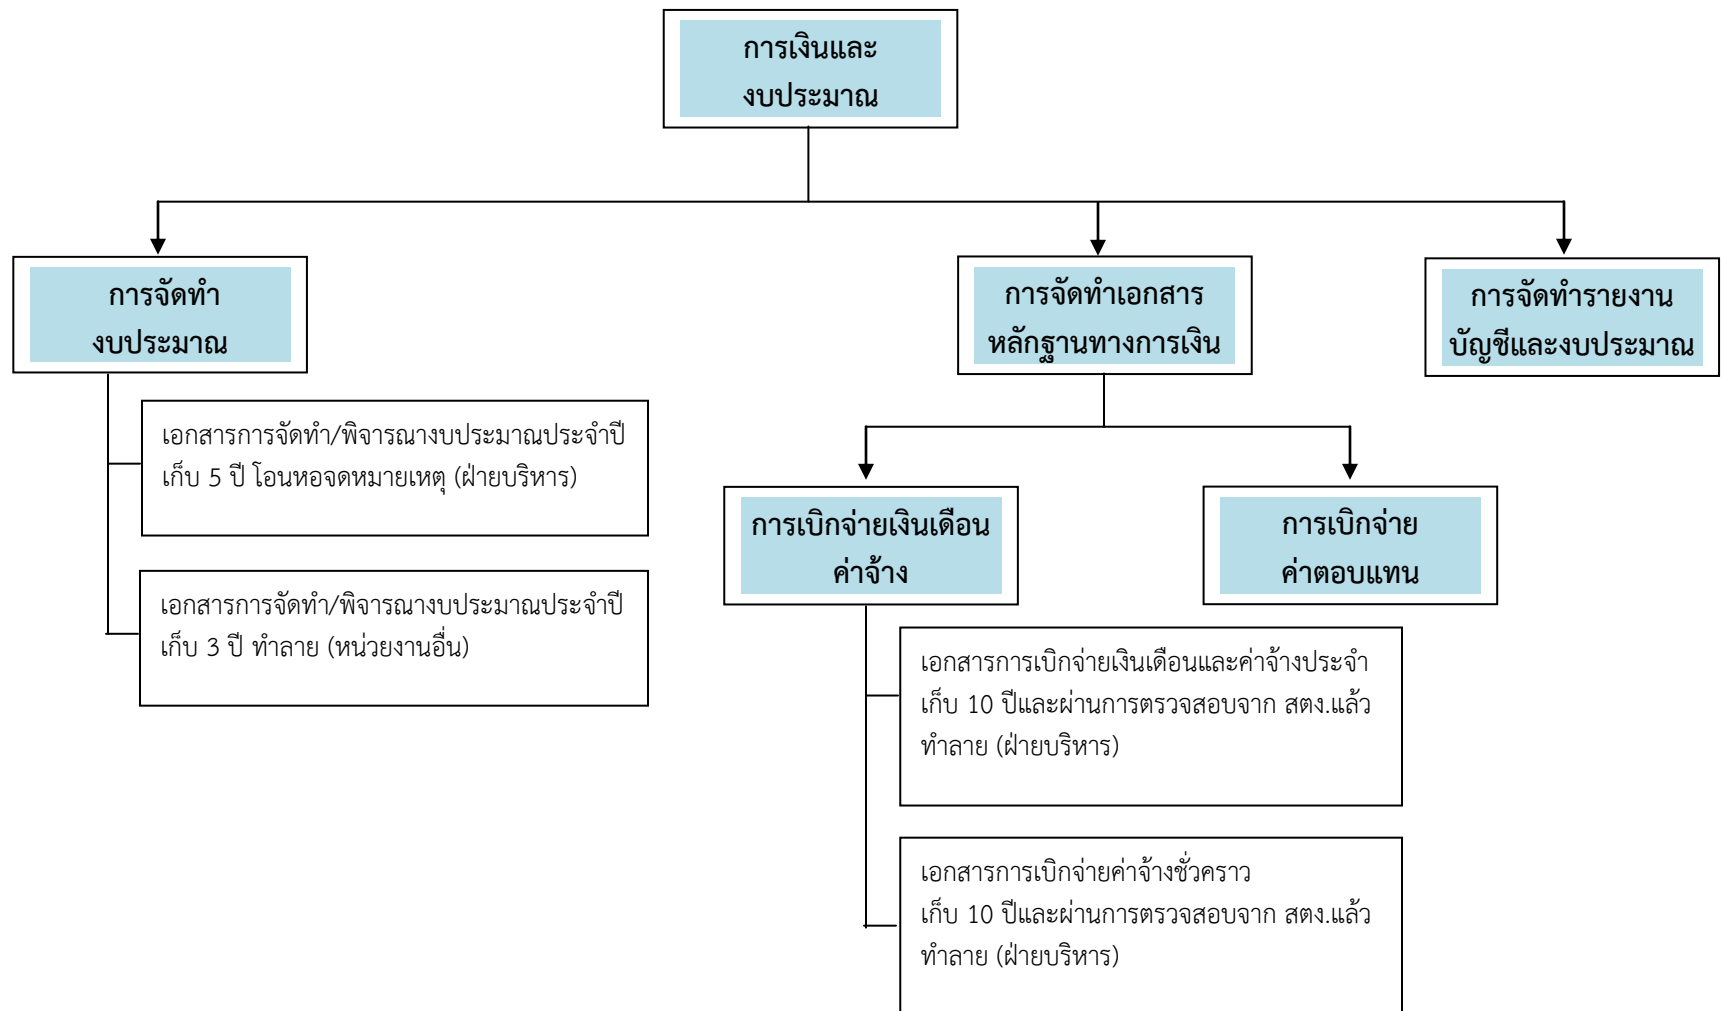 การเงินและ
งบประมาณ
การจัดทำ
งบประมาณ
การจัดทำเอกสาร
หลักฐานทางการเงิน
การจัดทำรายงาน
บัญชีและงบประมาณ
เอกสารการจัดทำ/พิจารณางบประมาณประจำปี
เก็บ 5 ปี โอนหอจดหมายเหตุ (ฝ่ายบริหาร)
เอกสารการจัดทำ/พิจารณางบประมาณประจำปี
เก็บ 3 ปี ทำลาย (หน่วยงานอื่น)
การเบิกจ่ายเงินเดือน
ค่าจ้าง
การเบิกจ่าย
ค่าตอบแทน
เอกสารการเบิกจ่ายเงินเดือนและค่าจ้างประจำ
เก็บ 10 ปีและผ่านการตรวจสอบจาก สตง.แล้ว
ทำลาย (ฝ่ายบริหาร)
เอกสารการเบิกจ่ายค่าจ้างชั่วคราว
เก็บ 10 ปีและผ่านการตรวจสอบจาก สตง.แล้ว
ทำลาย (ฝ่ายบริหาร)